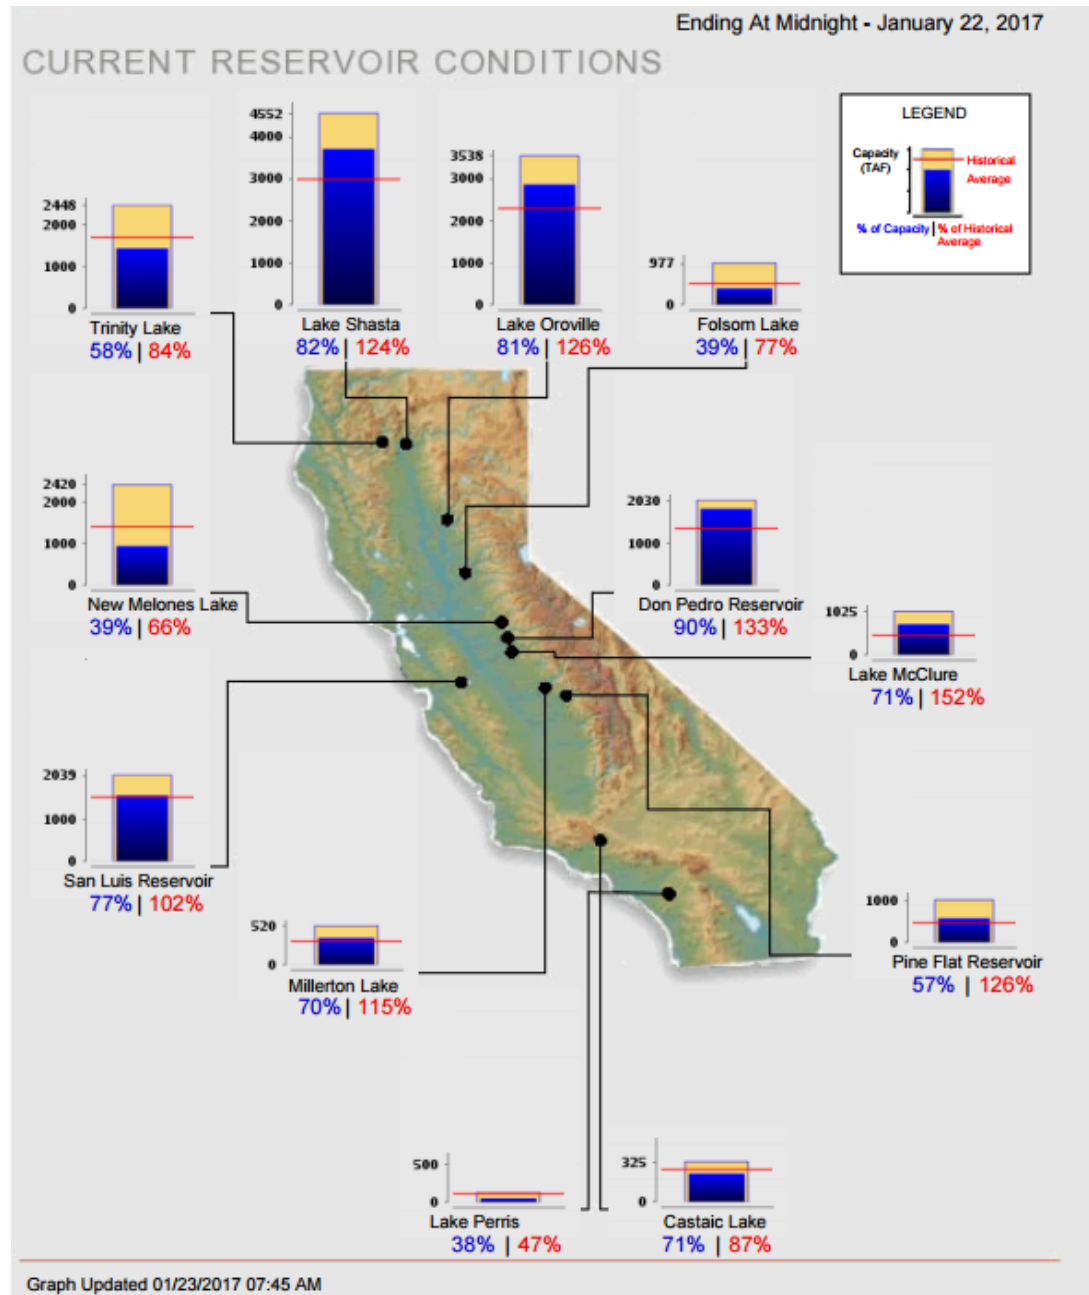 Ending At Midnight - January 22, 2017
CURRENT RESERVOIR CONDITIONS
LEGEND
Capacity
(TAF)
Historical
Average
% of Capacity | % of Historical
Average
2448
2000
1000
0
Trinity Lake
58% | 84%
4552
4000
3000
2000
1000
0
Lake Shasta
82% | 124%
3538
3000
2000
1000
0
Lake Oroville
81% | 126%
977
0
Folsom Lake
39% | 77%
2420
2000
1000
0
New Melones Lake
39% | 66%
2030
1000
0
Don Pedro Reservoir
90% | 133%
1025
0
Lake McClure
71% | 152%
2039
1000
0
San Luis Reservoir
77% | 102%
520
0
Millerton Lake
70% | 115%
1000
0
Pine Flat Reservoir
57% | 126%
500
0
Lake Perris
38% | 47%
325
0
Castaic Lake
71% | 87%
Graph Updated 01/23/2017 07:45 AM